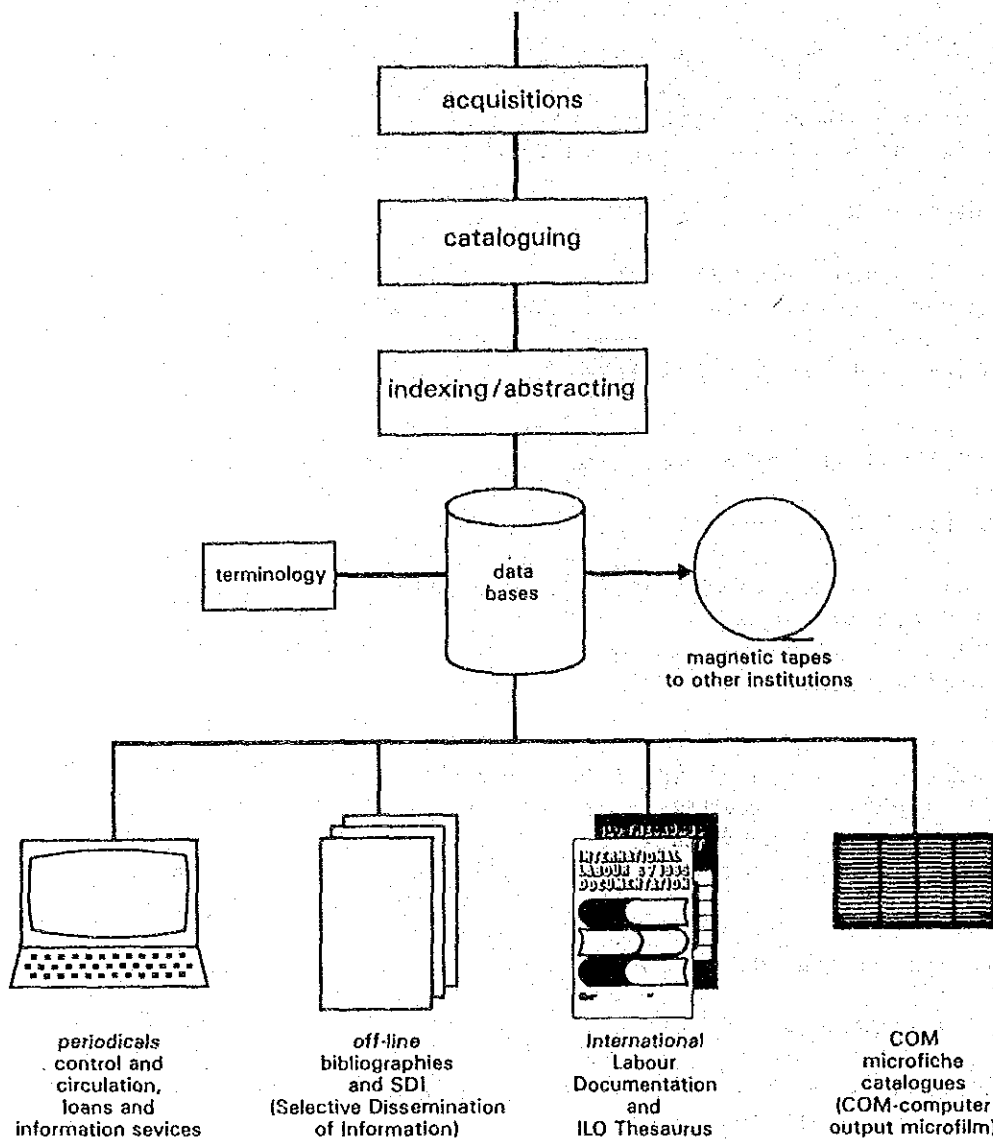 acquisitions
cataloguing
indexing/abstracting
terminology
data
bases
magnetic tapes
to other institutions
INTERNATIONAL
LABOUR 6/1985
DOCUMENTATION
periodicals
control and
circulation,
loans and
information sevices
off-line
bibliographies
and SDI
(Selective Dissemination
of Information)
International
Labour
Documentation
and
ILO Thesaurus
COM
microfiche
catalogues
(COM-computer
output microfilm)